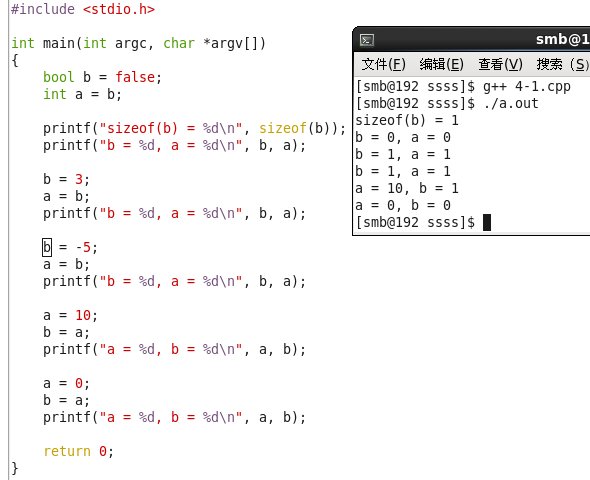 #include <stdio.h>
int main(int argc, char *argv[])
{
bool b = false;
int a = b;
printf("sizeof(b) = %d\n", sizeof(b));
printf("b = %d, a = %d\n", b, a);
b = 3;
a = b;
printf("b = %d, a = %d\n", b, a);
b = -5;
a = b;
printf("b = %d, a = %d\n", b, a);
a = 10;
b = a;
printf("a = %d, b = %d\n", a, b);
a = 0;
b = a;
printf("a = %d, b = %d\n", a, b);
return 0;
}
smb@1
文件(F) 编辑(E) 查看(V) 搜索 (S)
[smb@192 ssss]$ g++ 4-1.cpp
[smb@192 ssss]$ ./a.out
sizeof(b) = 1
b = 0, a = 0
b = 1, a = 1
b = 1, a = 1
a = 10, b = 1
a = 0, b = 0
[smb@192 ssss]$